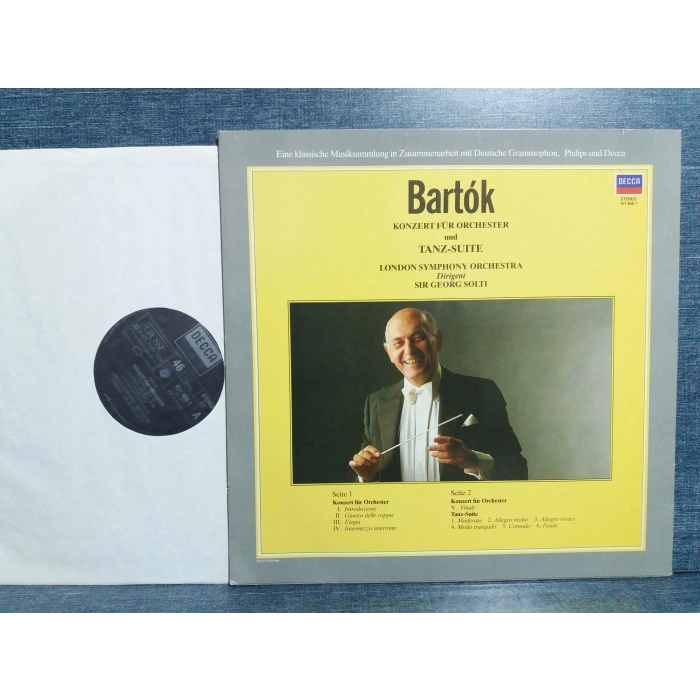 Eine klassische Musiksammlung in Zusammenarbeit mit Deutsche Grammophon, Philips und Decca
DECCA
STEREO
Bartók
KONZERT FÜR ORCHESTER
und
TANZ-SUITE
LONDON SYMPHONY ORCHESTRA
Dirigent
SIR GEORG SOLTI
Seite 1
Konzert für Orchester
I. Introduzione
II. Giuoco delle coppie
III. Elegia
IV. Intermezzo interrotto
Seite 2
Konzert für Orchester
V. Finale
Tanz-Suite
1. Moderato 2. Allegro molto 3. Allegro vivace
4. Molto tranquillo 5. Comodo 6. Finale
DECCA
46
A